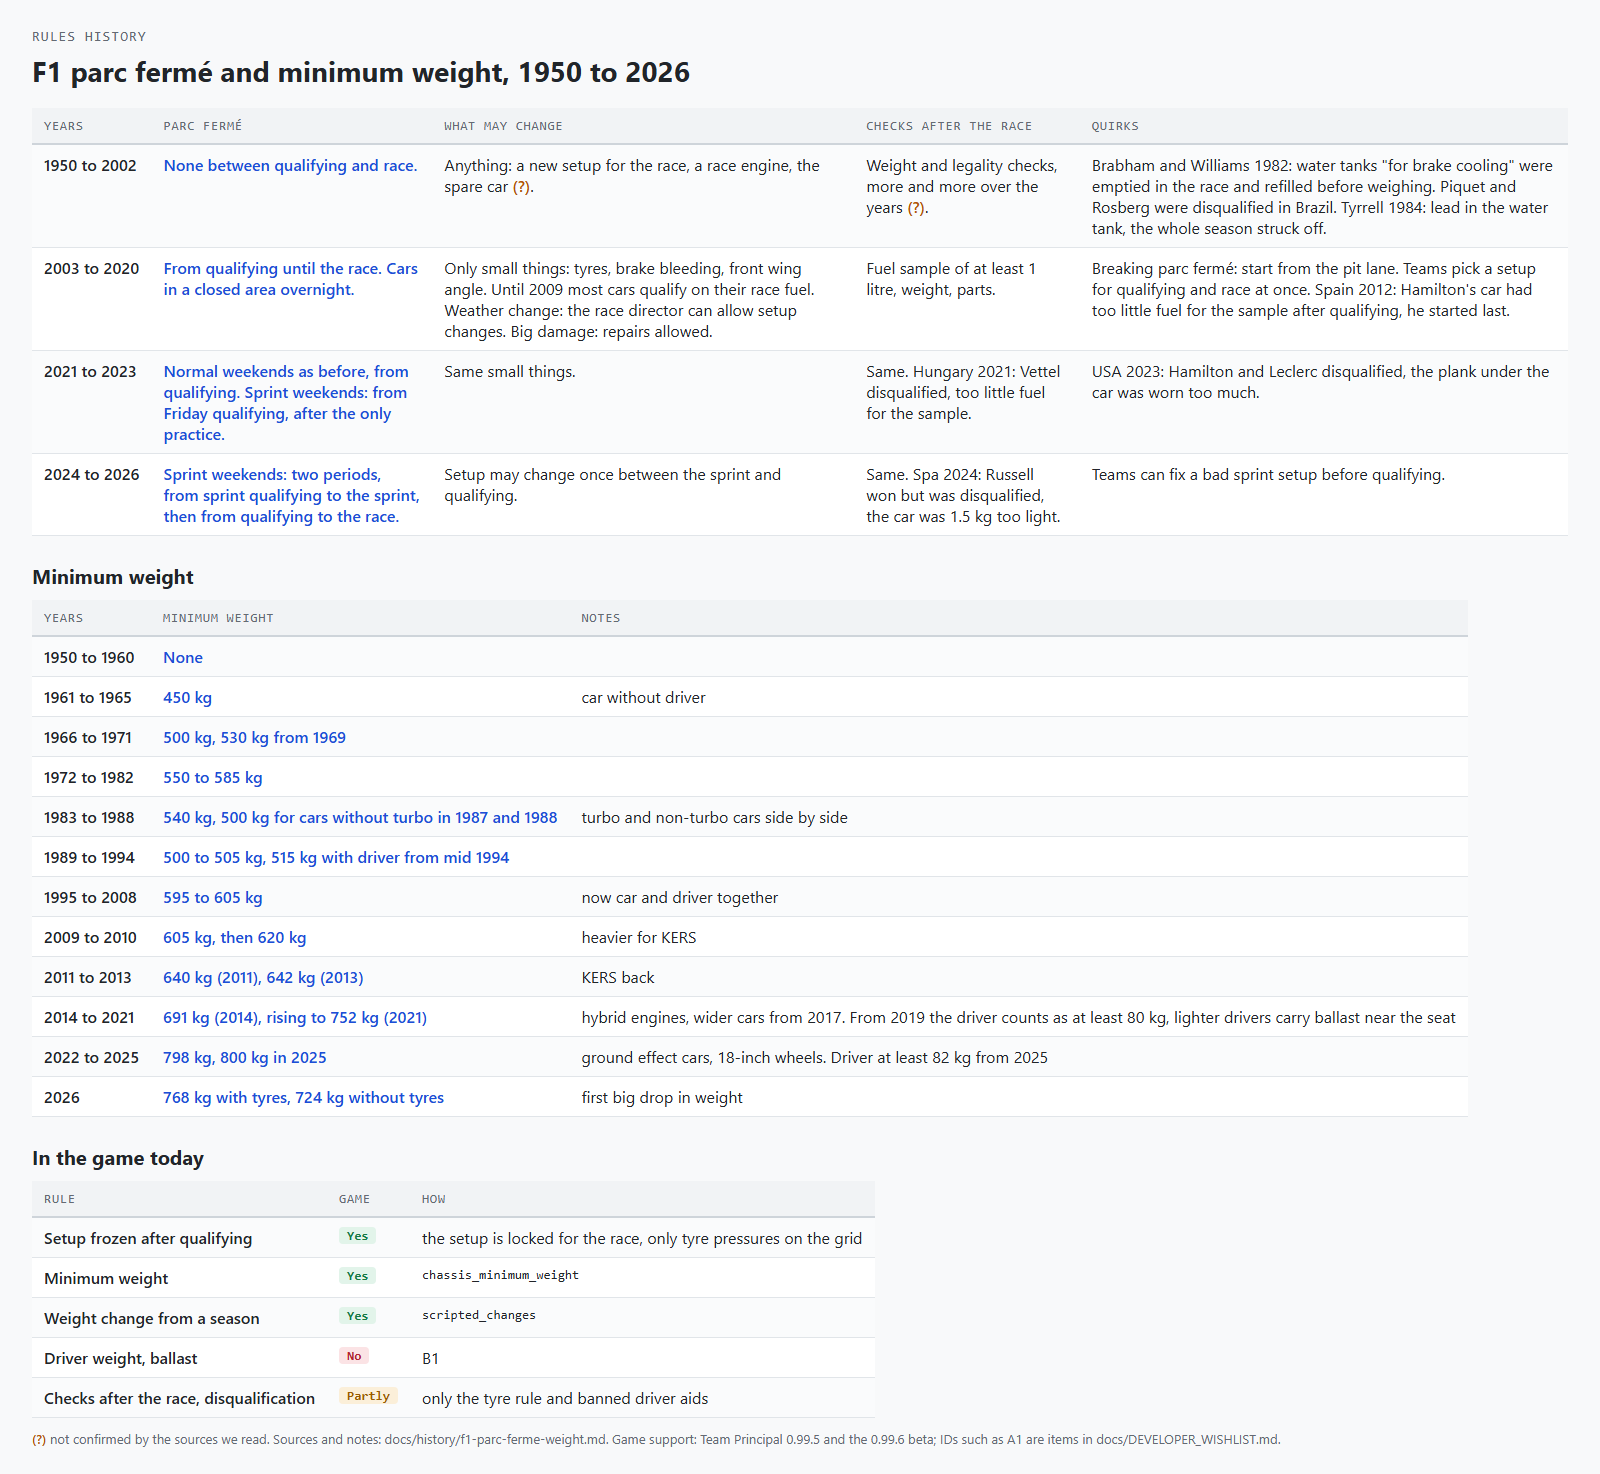 RULES HISTORY
F1 parc fermé and minimum weight, 1950 to 2026
YEARS PARC FERMÉ WHAT MAY CHANGE CHECKS AFTER THE RACE QUIRKS
1950 to 2002
None between qualifying and race.
Anything: a new setup for the race, a race engine, the
spare car (?).
Weight and legality checks,
more and more over the
years (?).
Brabham and Williams 1982: water tanks "for brake cooling" were
emptied in the race and refilled before weighing. Piquet and
Rosberg were disqualified in Brazil. Tyrrell 1984: lead in the water
tank, the whole season struck off.
2003 to 2020
From qualifying until the race. Cars
in a closed area overnight.
Only small things: tyres, brake bleeding, front wing
angle. Until 2009 most cars qualify on their race fuel.
Weather change: the race director can allow setup
changes. Big damage: repairs allowed.
Fuel sample of at least 1
litre, weight, parts.
Breaking parc fermé: start from the pit lane. Teams pick a setup
for qualifying and race at once. Spain 2012: Hamilton's car had
too little fuel for the sample after qualifying, he started last.
2021 to 2023
Normal weekends as before, from
qualifying. Sprint weekends: from
Friday qualifying, after the only
practice.
Same small things.
Same. Hungary 2021: Vettel
disqualified, too little fuel
for the sample.
USA 2023: Hamilton and Leclerc disqualified, the plank under the
car was worn too much.
2024 to 2026
Sprint weekends: two periods,
from sprint qualifying to the sprint,
then from qualifying to the race.
Setup may change once between the sprint and
qualifying.
Same. Spa 2024: Russell
won but was disqualified,
the car was 1.5 kg too light.
Teams can fix a bad sprint setup before qualifying.
Minimum weight
YEARS MINIMUM WEIGHT NOTES
1950 to 1960 None
1961 to 1965 450 kg car without driver
1966 to 1971 500 kg, 530 kg from 1969
1972 to 1982 550 to 585 kg
1983 to 1988 540 kg, 500 kg for cars without turbo in 1987 and 1988 turbo and non-turbo cars side by side
1989 to 1994 500 to 505 kg, 515 kg with driver from mid 1994
1995 to 2008 595 to 605 kg now car and driver together
2009 to 2010 605 kg, then 620 kg heavier for KERS
2011 to 2013 640 kg (2011), 642 kg (2013) KERS back
2014 to 2021 691 kg (2014), rising to 752 kg (2021) hybrid engines, wider cars from 2017. From 2019 the driver counts as at least 80 kg, lighter drivers carry ballast near the seat
2022 to 2025 798 kg, 800 kg in 2025 ground effect cars, 18-inch wheels. Driver at least 82 kg from 2025
2026 768 kg with tyres, 724 kg without tyres first big drop in weight
In the game today
RULE GAME HOW
Setup frozen after qualifying Yes the setup is locked for the race, only tyre pressures on the grid
Minimum weight Yes chassis_minimum_weight
Weight change from a season Yes scripted_changes
Driver weight, ballast No B1
Checks after the race, disqualification Partly only the tyre rule and banned driver aids
(?) not confirmed by the sources we read. Sources and notes: docs/history/f1-parc-ferme-weight.md. Game support: Team Principal 0.99.5 and the 0.99.6 beta; IDs such as A1 are items in docs/DEVELOPER_WISHLIST.md.